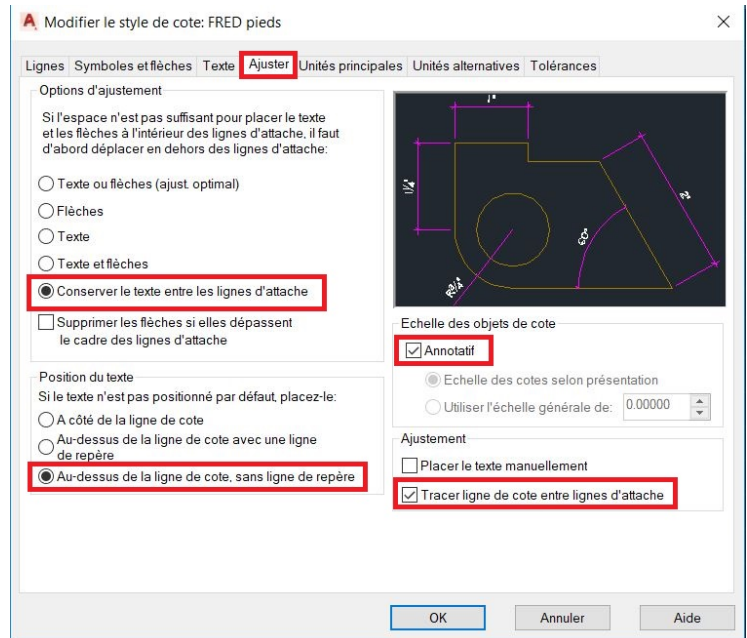 Modifier le style de cote: FRED pieds
Lignes Symboles et flèches Texte Ajuster Unités principales Unités alternatives Tolérances
Options d'ajustement
Si l'espace n'est pas suffisant pour placer le texte
et les flèches à l'intérieur des lignes d'attache, il faut
d'abord déplacer en dehors des lignes d'attache:
Texte ou flèches (ajust. optimal)
Flèches
Texte
Texte et flèches
Conserver le texte entre les lignes d'attache
Supprimer les flèches si elles dépassent
le cadre des lignes d'attache
Position du texte
Si le texte n'est pas positionné par défaut, placez-le:
A côté de la ligne de cote
Au-dessus de la ligne de cote avec une ligne
de repère
Au-dessus de la ligne de cote, sans ligne de repère
1"
1¼"
2"
60°
R¾"
Echelle des objets de cote
Annotatif
Echelle des cotes selon présentation
Utiliser l'échelle générale de: 0.00000
Ajustement
Placer le texte manuellement
Tracer ligne de cote entre lignes d'attache
OK Annuler Aide